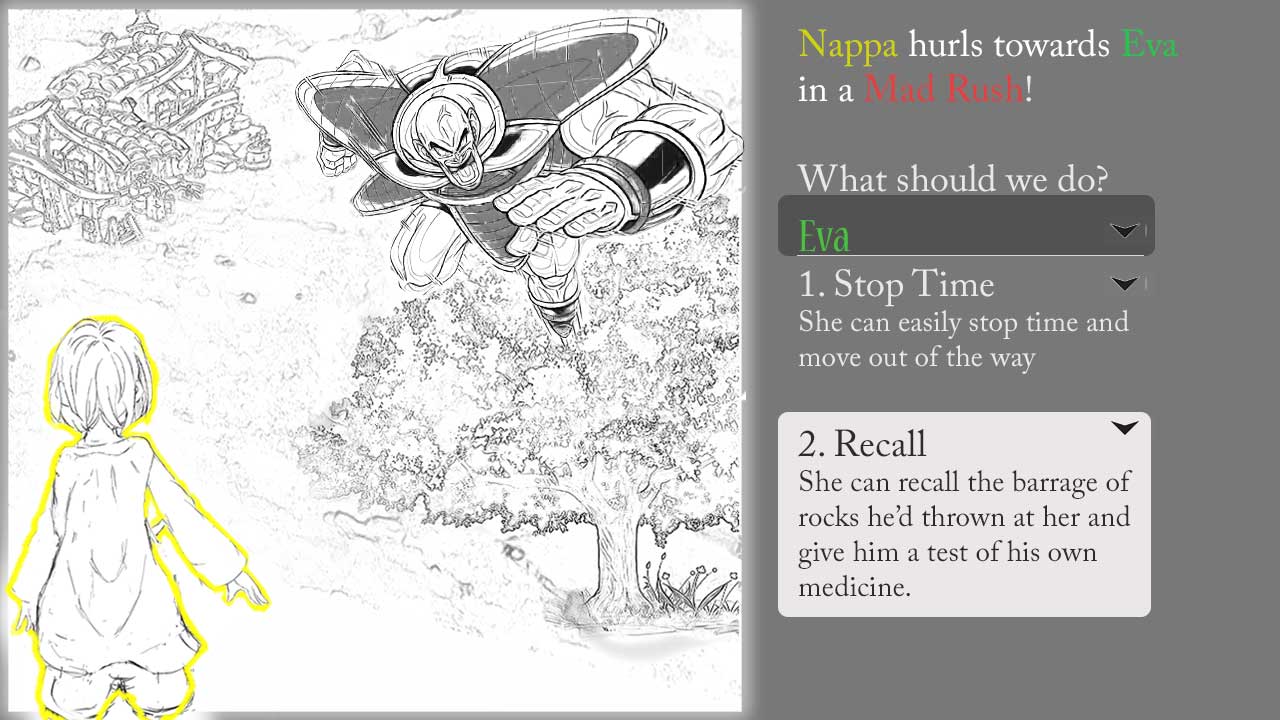 Nappa hurls towards Eva
in a Mad Rush!
What should we do?
Eva
1. Stop Time
She can easily stop time and
move out of the way
2. Recall
She can recall the barrage of
rocks he’d thrown at her and
give him a test of his own
medicine.